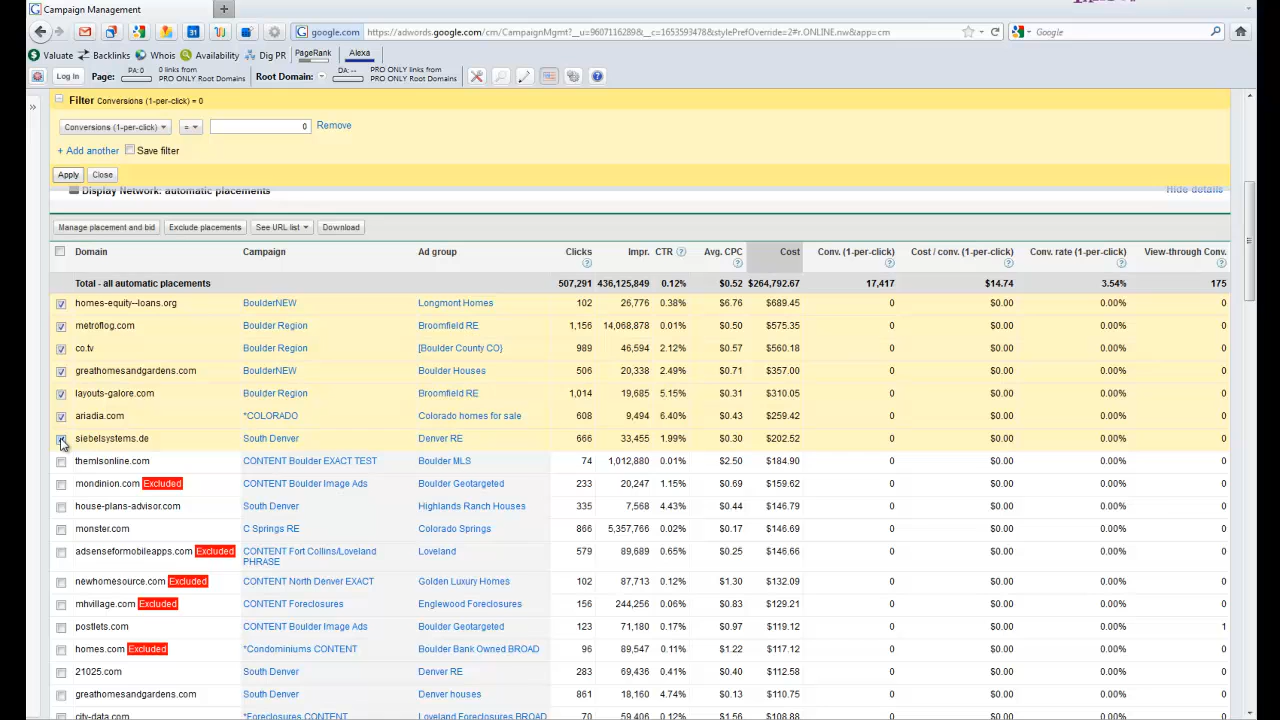 Campaign Management
google.com https://adwords.google.com/cm/CampaignMgmt?__u=9607116289&__c=1653593478&stylePrefOverride=2#r.ONLINE.nw&app=cm Google
Valuate Backlinks Whois Availability Dig PR PageRank Alexa
Log In Page: PA: 0 0 links from PRO ONLY Root Domains Root Domain: DA: -- PRO ONLY links from PRO ONLY Root Domains
Filter Conversions (1-per-click) = 0
Conversions (1-per-click) = 0 Remove
+ Add another Save filter
Apply Close
Display Network: automatic placements Hide details
Manage placement and bid Exclude placements See URL list Download
Domain Campaign Ad group Clicks Impr. CTR Avg. CPC Cost Conv. (1-per-click) Cost / conv. (1-per-click) Conv. rate (1-per-click) View-through Conv.
Total - all automatic placements 507,291 436,125,849 0.12% $0.52 $264,792.67 17,417 $14.74 3.54% 175
homes-equity--loans.org BoulderNEW Longmont Homes 102 26,776 0.38% $6.76 $689.45 0 $0.00 0.00% 0
metroflog.com Boulder Region Broomfield RE 1,156 14,068,878 0.01% $0.50 $575.35 0 $0.00 0.00% 0
co.tv Boulder Region [Boulder County CO} 989 46,594 2.12% $0.57 $560.18 0 $0.00 0.00% 0
greathomesandgardens.com BoulderNEW Boulder Houses 506 20,338 2.49% $0.71 $357.00 0 $0.00 0.00% 0
layouts-galore.com Boulder Region Broomfield RE 1,014 19,685 5.15% $0.31 $310.05 0 $0.00 0.00% 0
ariadia.com *COLORADO Colorado homes for sale 608 9,494 6.40% $0.43 $259.42 0 $0.00 0.00% 0
siebelsystems.de South Denver Denver RE 666 33,455 1.99% $0.30 $202.52 0 $0.00 0.00% 0
themlsonline.com CONTENT Boulder EXACT TEST Boulder MLS 74 1,012,880 0.01% $2.50 $184.90 0 $0.00 0.00% 0
mondinion.com Excluded CONTENT Boulder Image Ads Boulder Geotargeted 233 20,247 1.15% $0.69 $159.62 0 $0.00 0.00% 0
house-plans-advisor.com South Denver Highlands Ranch Houses 335 7,568 4.43% $0.44 $146.79 0 $0.00 0.00% 0
monster.com C Springs RE Colorado Springs 866 5,357,766 0.02% $0.17 $146.69 0 $0.00 0.00% 0
adsenseformobileapps.com Excluded CONTENT Fort Collins/Loveland PHRASE Loveland 579 89,689 0.65% $0.25 $146.66 0 $0.00 0.00% 0
newhomesource.com Excluded CONTENT North Denver EXACT Golden Luxury Homes 102 87,713 0.12% $1.30 $132.09 0 $0.00 0.00% 0
mhvillage.com Excluded CONTENT Foreclosures Englewood Foreclosures 156 244,256 0.06% $0.83 $129.21 0 $0.00 0.00% 0
postlets.com CONTENT Boulder Image Ads Boulder Geotargeted 123 71,180 0.17% $0.97 $119.12 0 $0.00 0.00% 1
homes.com Excluded *Condominiums CONTENT Boulder Bank Owned BROAD 96 89,547 0.11% $1.22 $117.12 0 $0.00 0.00% 0
21025.com South Denver Denver RE 283 69,436 0.41% $0.40 $112.58 0 $0.00 0.00% 0
greathomesandgardens.com South Denver Denver houses 861 18,160 4.74% $0.13 $110.75 0 $0.00 0.00% 0
city-data.com *Foreclosures CONTENT Loveland Foreclosures BROAD 70 59,406 0.12% $1.56 $108.88 0 $0.00 0.00% 0